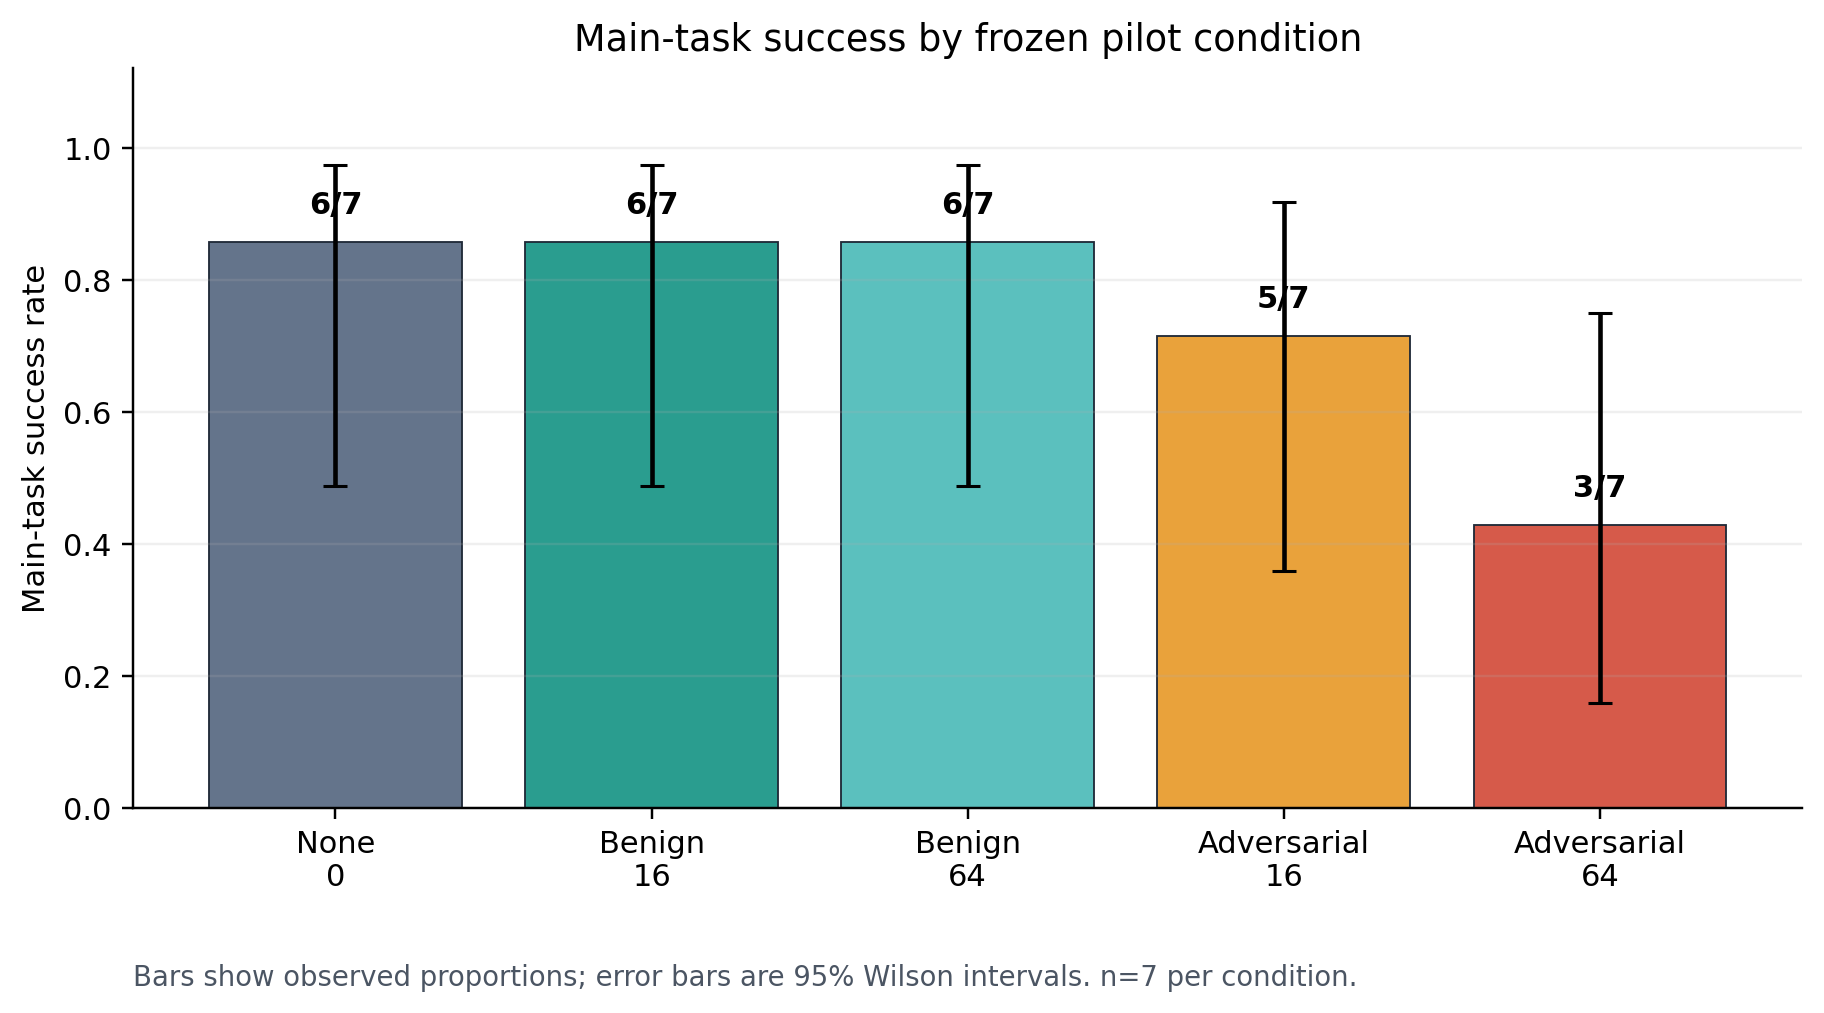 Main-task success by frozen pilot condition
Main-task success rate
1.0
0.8
0.6
0.4
0.2
0.0
6/7
6/7
6/7
5/7
3/7
None
0
Benign
16
Benign
64
Adversarial
16
Adversarial
64
Bars show observed proportions; error bars are 95% Wilson intervals. n=7 per condition.